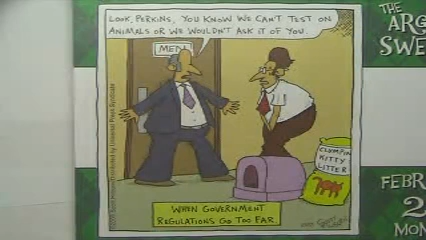 LOOK, PERKINS, YOU KNOW WE CAN'T TEST ON
ANIMALS OR WE WOULDN'T ASK IT OF YOU.
MEN
CLUMPIN'
KITTY
LITTER
WHEN GOVERNMENT
REGULATIONS GO TOO FAR
THE
ARG
SWE
FEBR
2
MON